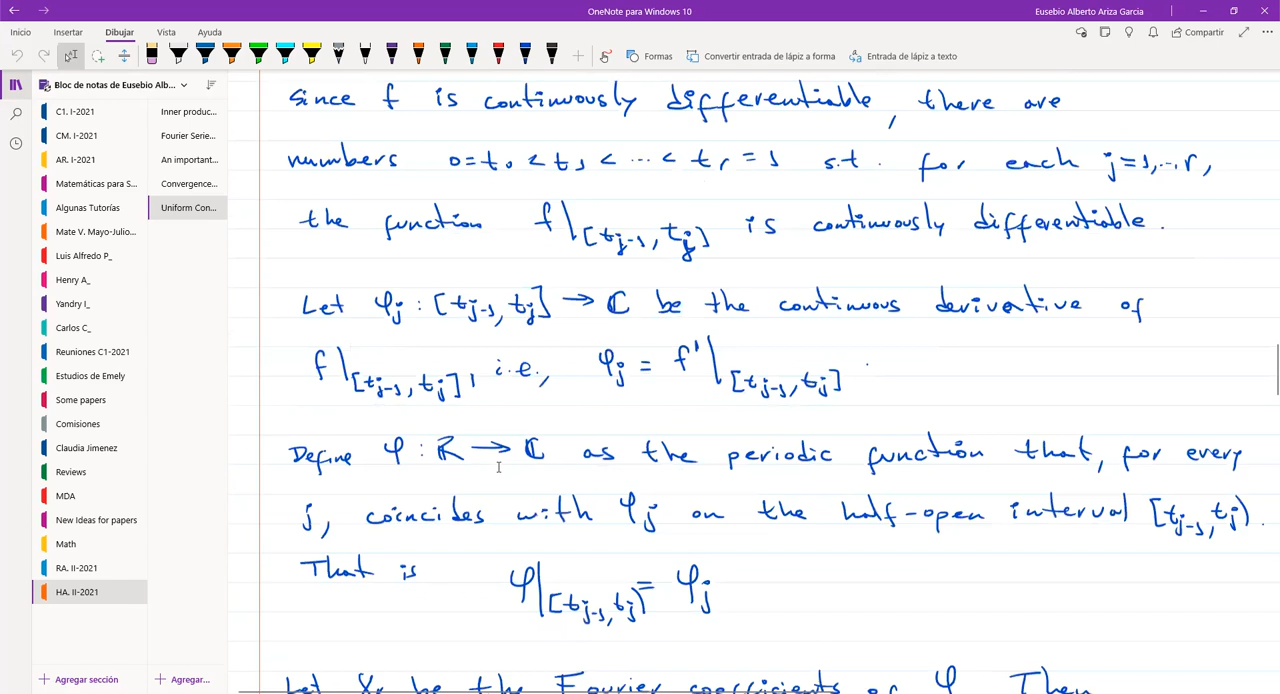 OneNote para Windows 10
Eusebio Alberto Ariza Garcia
Inicio Insertar Dibujar Vista Ayuda
Compartir
Formas Convertir entrada de lápiz a forma Entrada de lápiz a texto
Bloc de notas de Eusebio Alb...
C1. I-2021
CM. I-2021
AR. I-2021
Matemáticas para S...
Algunas Tutorías
Mate V. Mayo-Julio...
Luis Alfredo P_
Henry A_
Yandry I_
Carlos C_
Reuniones C1-2021
Estudios de Emely
Some papers
Comisiones
Claudia Jimenez
Reviews
MDA
New Ideas for papers
Math
RA. II-2021
HA. II-2021
Agregar sección
Inner produc...
Fourier Serie...
An important...
Convergence...
Uniform Con...
Agregar...
Since f is continuously differentiable, there are
numbers 0=t₀ < t₁ < ... < tᵣ = 1 s.t. for each j=1,...,r,
the function f|[tj-1, tj] is continuously differentiable.
Let φj : [tj-1, tj] → ℂ be the continuous derivative of
f|[tj-1, tj], i.e., φj = f'|[tj-1, tj]
Define φ : ℝ → ℂ as the periodic function that, for every
j, coincides with φj on the half-open interval [tj-1, tj).
That is φ|[tj-1, tj) = φj
Let γk be the Fourier coefficients of φ. Then